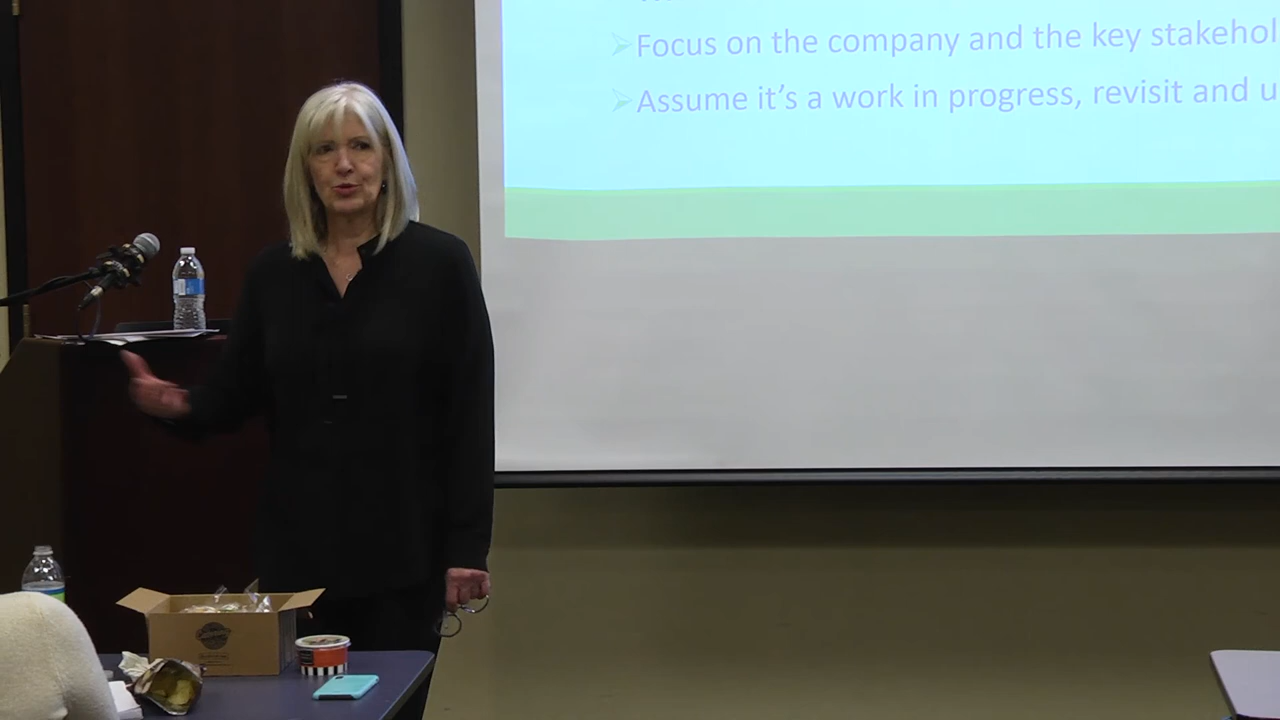 Focus on the company and the key stakehol
Assume it's a work in progress, revisit and u